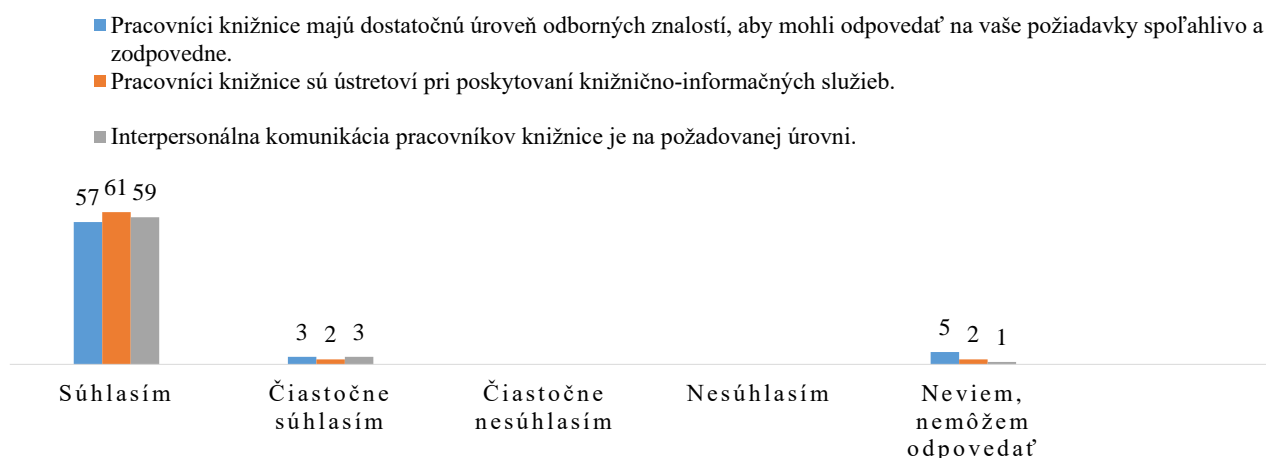 Pracovníci knižnice majú dostatočnú úroveň odborných znalostí, aby mohli odpovedať na vaše požiadavky spoľahlivo a
zodpovedne.
Pracovníci knižnice sú ústretoví pri poskytovaní knižnično-informačných služieb.
Interpersonálna komunikácia pracovníkov knižnice je na požadovanej úrovni.
57 61 59
3 2 3
5 2 1
Súhlasím
Čiastočne
súhlasím
Čiastočne
nesúhlasím
Nesúhlasím
Neviem,
nemôžem
odpovedať